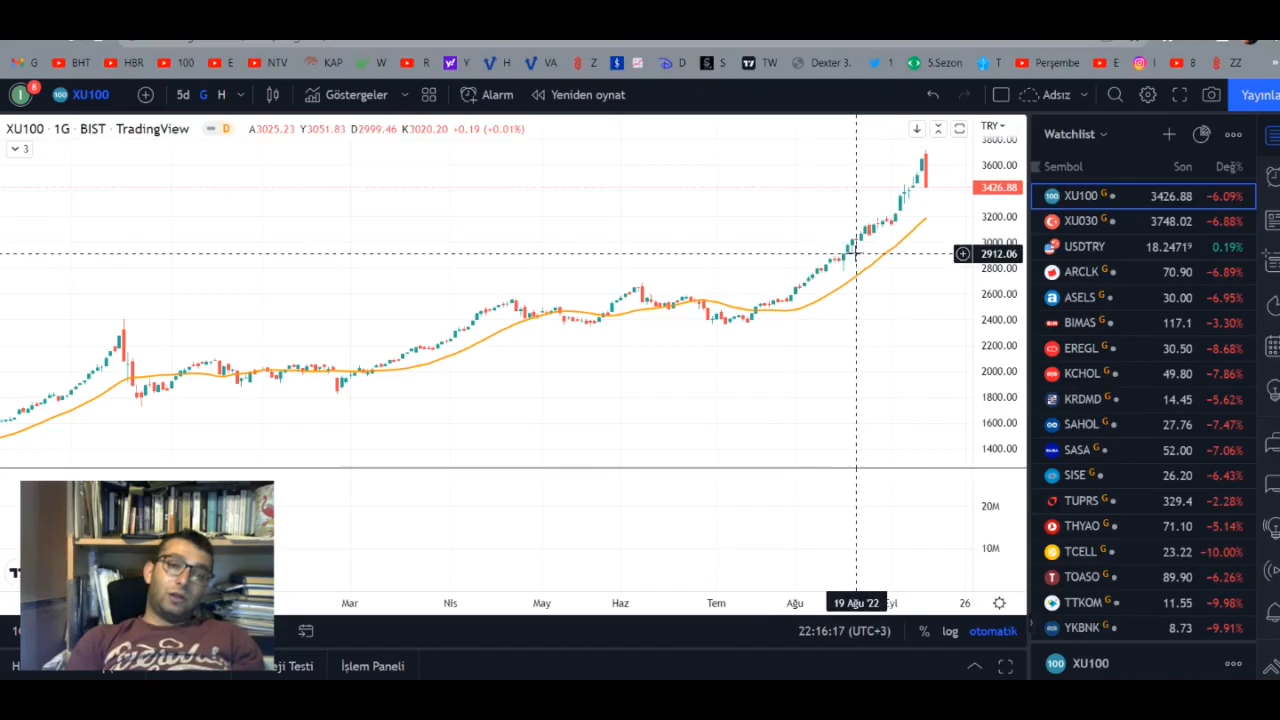 G BHT HBR 100 E NTV KAP W R Y H VA Z D S TW Dexter 3. 1 5.Sezon T Perşembe E I 8 ZZ
8 I 100 XU100 5d G H Göstergeler Alarm Yeniden oynat Adsız Yayınla
XU100 · 1G · BIST · TradingView D A3025.23 Y3051.83 D2999.46 K3020.20 +0.19 (+0.01%)
3
TRY
3800.00
3600.00
3426.88
3200.00
3000.00
2912.06
2800.00
2600.00
2400.00
2200.00
2000.00
1800.00
1600.00
1400.00
20M
10M
Mar Nis May Haz Tem Ağu 19 Ağu '22 Eyl 26
22:16:17 (UTC+3) % log otomatik
eji Testi İşlem Paneli
Watchlist
Sembol Son Değ%
100 XU100 G 3426.88 −6.09%
XU030 G 3748.02 −6.88%
USDTRY 18.2471⁹ 0.19%
ARCLK G 70.90 −6.89%
ASELS G 30.00 −6.95%
BIMAS G 117.1 −3.30%
EREGL G 30.50 −8.68%
KCHOL G 49.80 −7.86%
KRDMD G 14.45 −5.62%
SAHOL G 27.76 −7.47%
SASA G 52.00 −7.06%
SISE G 26.20 −6.43%
TUPRS G 329.4 −2.28%
THYAO G 71.10 −5.14%
TCELL G 23.22 −10.00%
TOASO G 89.90 −6.26%
TTKOM G 11.55 −9.98%
YKBNK G 8.73 −9.91%
100 XU100